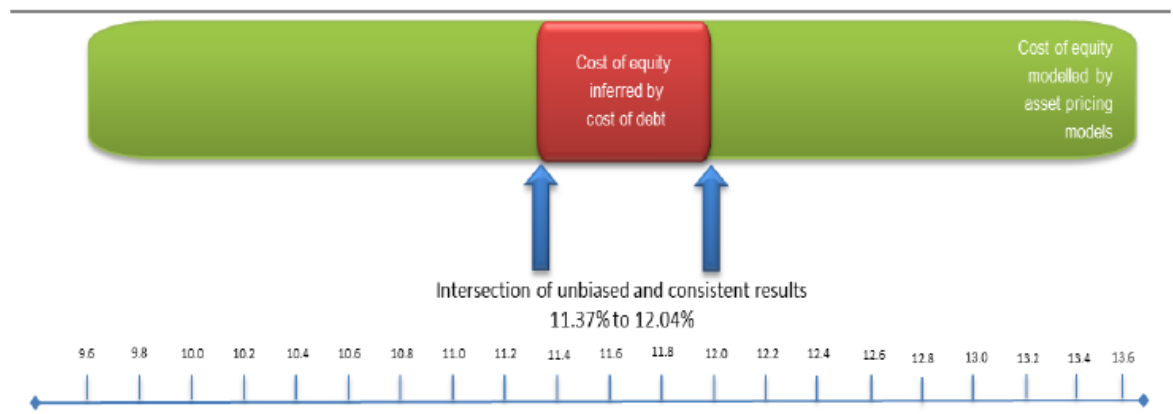 Cost of equity
inferred by
cost of debt
Cost of equity
modelled by
asset pricing
models
Intersection of unbiased and consistent results
11.37% to 12.04%
9.6 9.8 10.0 10.2 10.4 10.6 10.8 11.0 11.2 11.4 11.6 11.8 12.0 12.2 12.4 12.6 12.8 13.0 13.2 13.4 13.6